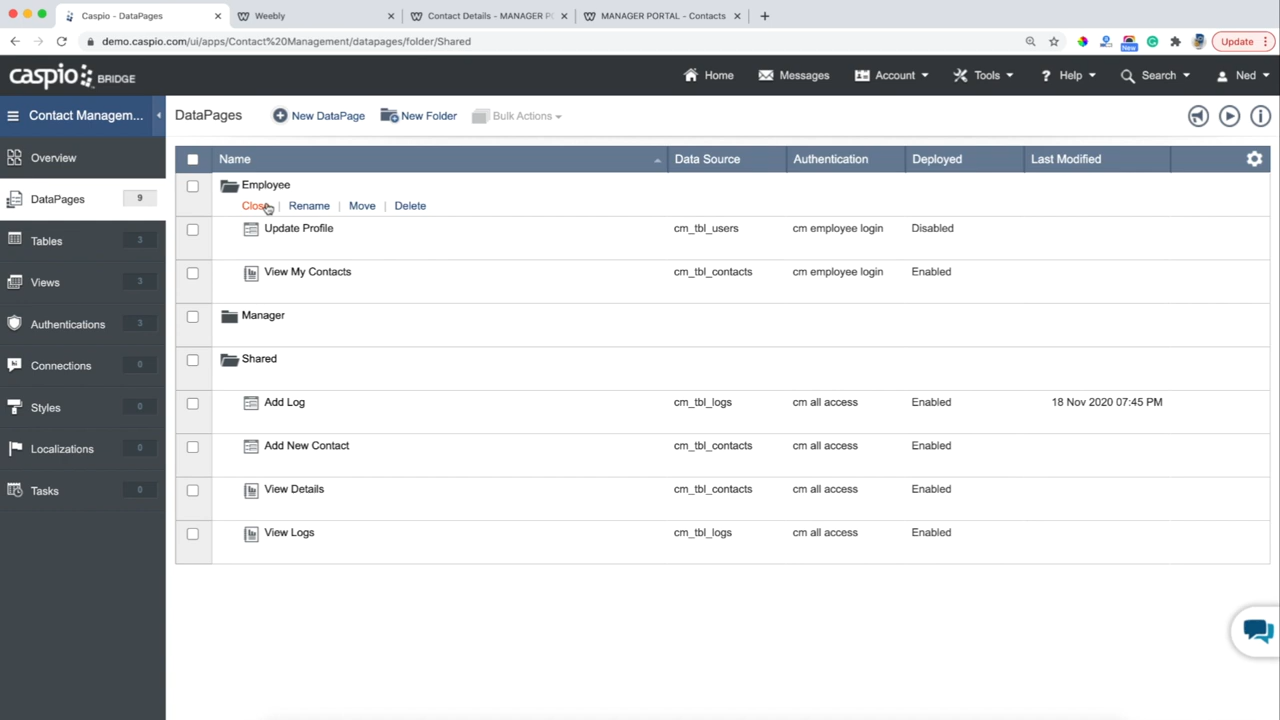 Caspio - DataPages
Weebly
Contact Details - MANAGER P
MANAGER PORTAL - Contacts
demo.caspio.com/ui/apps/Contact%20Management/datapages/folder/Shared
New
Update
caspio BRIDGE
Home
Messages
Account
Tools
? Help
Search
Ned
Contact Managem...
DataPages
New DataPage
New Folder
Bulk Actions
Overview
DataPages 9
Tables 3
Views 3
Authentications 3
Connections 0
Styles 0
Localizations 0
Tasks 0
Name Data Source Authentication Deployed Last Modified
Employee
Close | Rename | Move | Delete
Update Profile cm_tbl_users cm employee login Disabled
View My Contacts cm_tbl_contacts cm employee login Enabled
Manager
Shared
Add Log cm_tbl_logs cm all access Enabled 18 Nov 2020 07:45 PM
Add New Contact cm_tbl_contacts cm all access Enabled
View Details cm_tbl_contacts cm all access Enabled
View Logs cm_tbl_logs cm all access Enabled